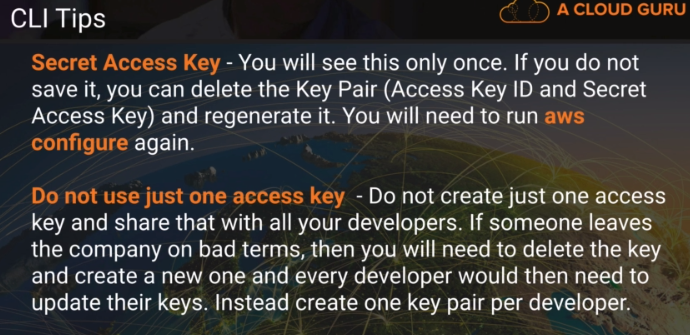 CLI Tips
A CLOUD GURU
Secret Access Key - You will see this only once. If you do not
save it, you can delete the Key Pair (Access Key ID and Secret
Access Key) and regenerate it. You will need to run aws
configure again.
Do not use just one access key - Do not create just one access
key and share that with all your developers. If someone leaves
the company on bad terms, then you will need to delete the key
and create a new one and every developer would then need to
update their keys. Instead create one key pair per developer.